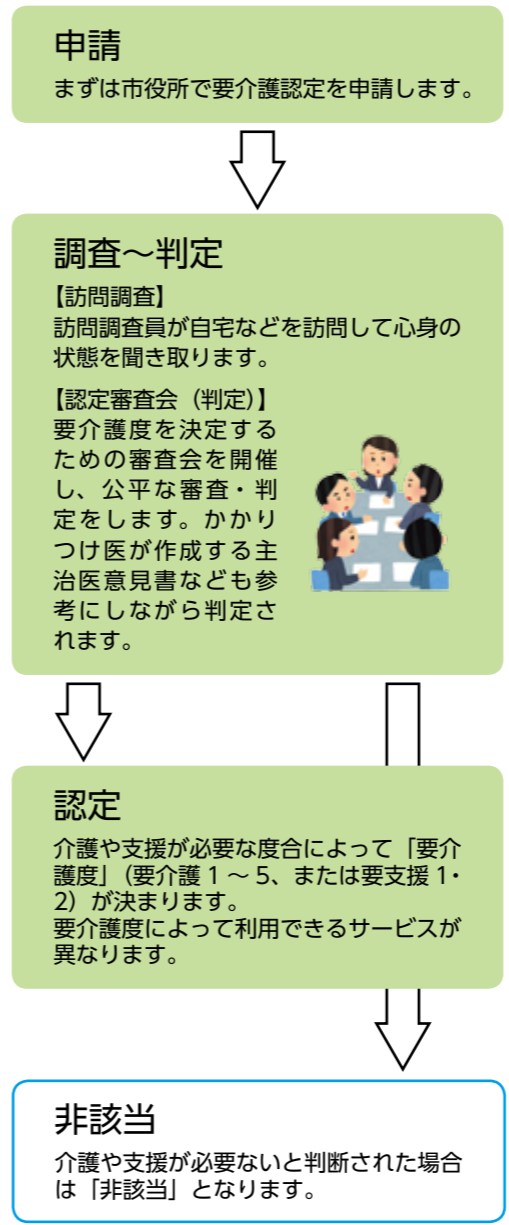 申請
まずは市役所で要介護認定を申請します。
調査～判定
【訪問調査】
訪問調査員が自宅などを訪問して心身の
状態を聞き取ります。
【認定審査会（判定）】
要介護度を決定する
ための審査会を開催
し、公平な審査・判
定をします。かかり
つけ医が作成する主
治医意見書なども参
考にしながら判定さ
れます。
認定
介護や支援が必要な度合によって「要介
護度」（要介護 1 ～ 5、または要支援 1・
2）が決まります。
要介護度によって利用できるサービスが
異なります。
非該当
介護や支援が必要ないと判断された場合
は「非該当」となります。